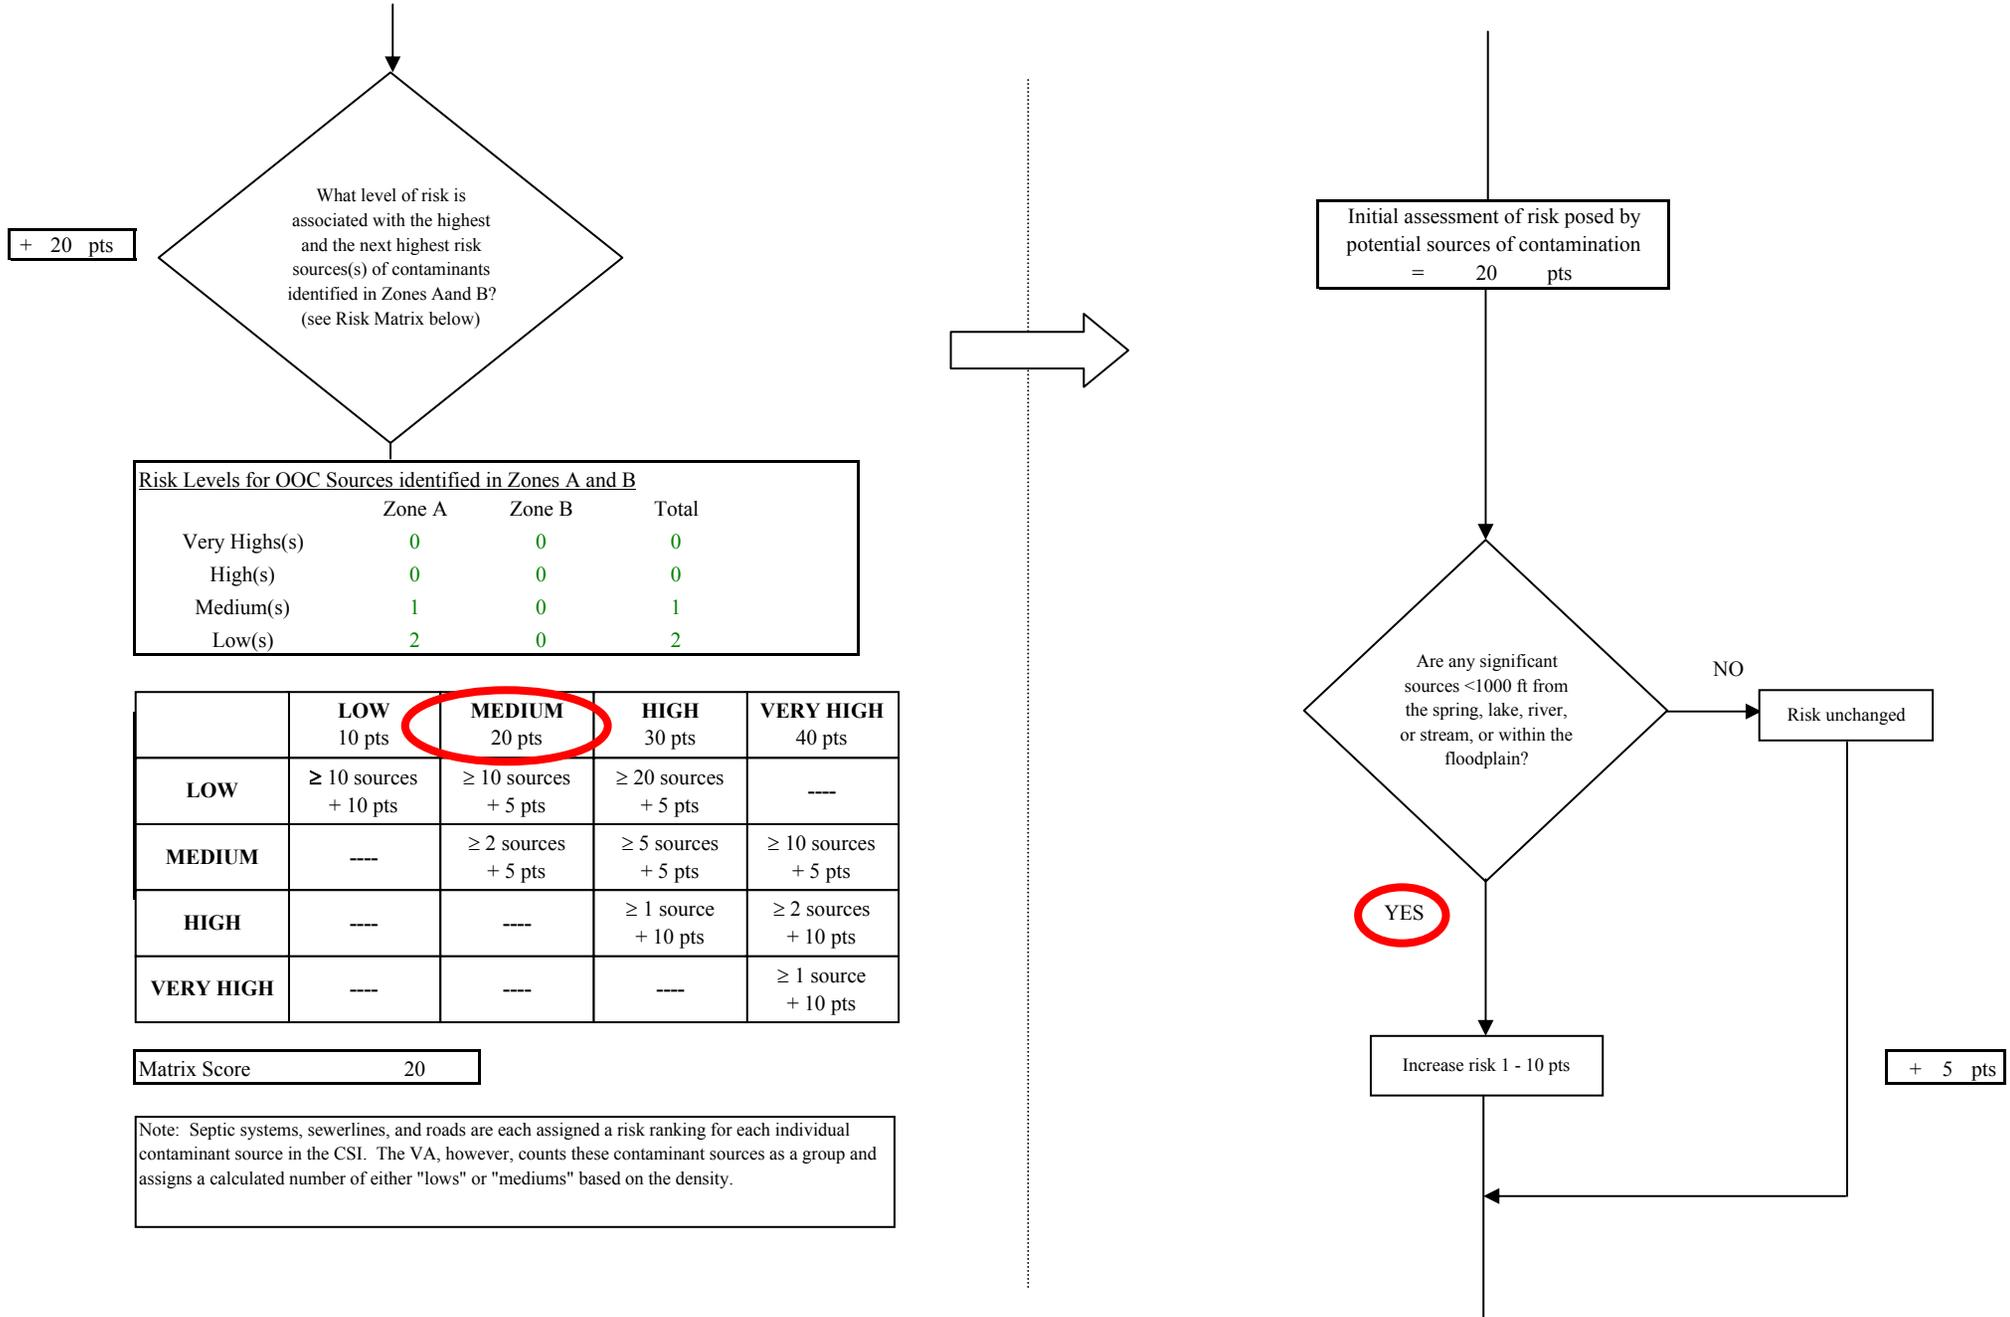 What level of risk is
associated with the highest
and the next highest risk
sources(s) of contaminants
identified in Zones Aand B?
(see Risk Matrix below)
+ 20 pts
Risk Levels for OOC Sources identified in Zones A and B
Zone A Zone B Total
Very Highs(s) 0 0 0
High(s) 0 0 0
Medium(s) 1 0 1
Low(s) 2 0 2
LOW MEDIUM HIGH VERY HIGH
10 pts 20 pts 30 pts 40 pts
LOW
≥ 10 sources ≥ 10 sources ≥ 20 sources ----
+ 10 pts + 5 pts + 5 pts
MEDIUM
---- ≥ 2 sources ≥ 5 sources ≥ 10 sources
+ 5 pts + 5 pts + 5 pts
HIGH
---- ---- ≥ 1 source ≥ 2 sources
+ 10 pts + 10 pts
VERY HIGH
---- ---- ---- ≥ 1 source
+ 10 pts
Matrix Score 20
Note: Septic systems, sewerlines, and roads are each assigned a risk ranking for each individual
contaminant source in the CSI. The VA, however, counts these contaminant sources as a group and
assigns a calculated number of either "lows" or "mediums" based on the density.
Initial assessment of risk posed by
potential sources of contamination
= 20 pts
Are any significant
sources <1000 ft from
the spring, lake, river,
or stream, or within the
floodplain?
NO
Risk unchanged
YES
Increase risk 1 - 10 pts
+ 5 pts